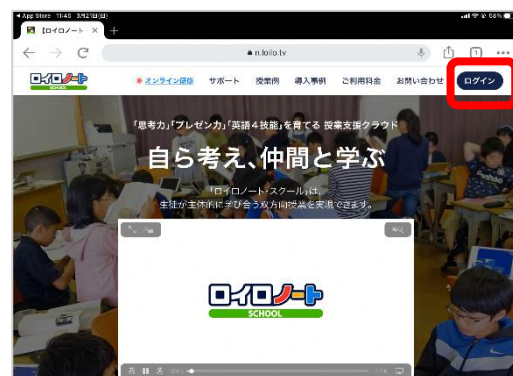 App Store 11:46 3月21日(日)
58%
【ロイロノート
n.loilo.tv
ロイロノート
SCHOOL
オンライン研修 サポート 授業例 導入事例 ご利用料金 お問い合わせ ログイン
「思考力」「プレゼン力」「英語4技能」を育てる 授業支援クラウド
自ら考え、仲間と学ぶ
「ロイロノート・スクール」は、
生徒が主体的に学び合う双方向授業を実現できます。
ロイロノート
SCHOOL